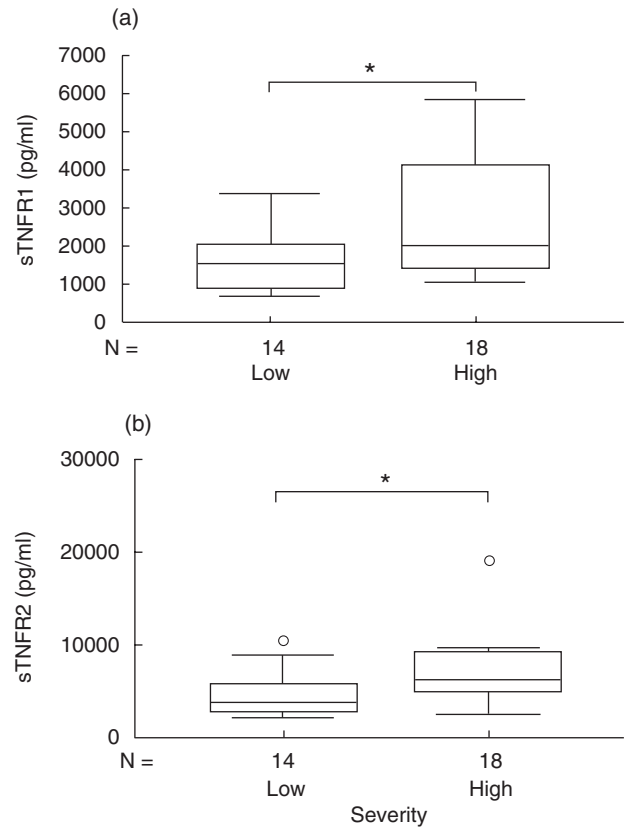 (a)
sTNFR1 (pg/ml)
7000
6000
5000
4000
3000
2000
1000
0
*
N = 14 18
Low High
(b)
sTNFR2 (pg/ml)
30000
20000
10000
0
*
N = 14 18
Low High
Severity